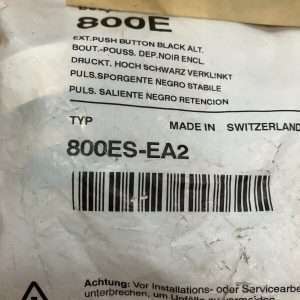 800E
EXT.PUSH BUTTON BLACK ALT.
BOUT.-POUSS. DEP.NOIR ENCL.
DRUCKT. HOCH SCHWARZ VERKLINKT
PULS.SPORGENTE NEGRO STABILE
PULS. SALIENTE NEGRO RETENCION
TYP MADE IN SWITZERLAND
800ES-EA2
Achtung: Vor Installations- oder Servicearbe
unterbrechen, um Unfälle zu vermeiden